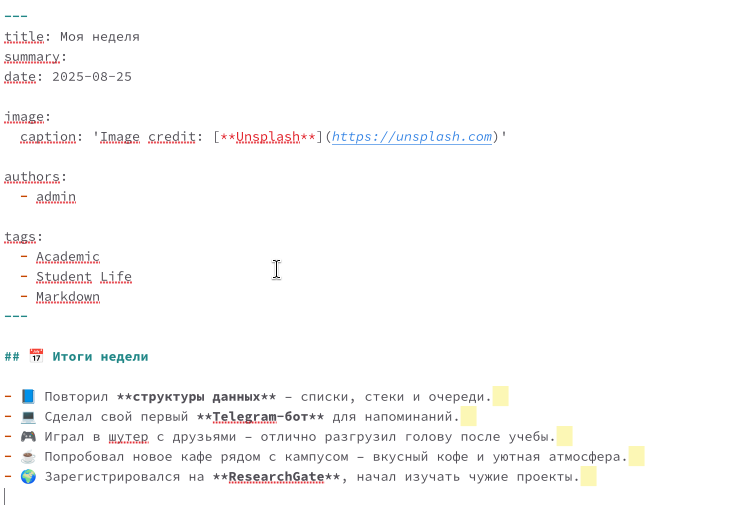 ---
title: Моя неделя
summary:
date: 2025-08-25
image:
caption: 'Image credit: [**Unsplash**](https://unsplash.com)'
authors:
- admin
tags:
- Academic
- Student Life
- Markdown
---
## 📅 Итоги недели
- 📘 Повторил **структуры данных** – списки, стеки и очереди.
- 💻 Сделал свой первый **Telegram-бот** для напоминаний.
- 🎮 Играл в шутер с друзьями – отлично разгрузил голову после учебы.
- ☕ Попробовал новое кафе рядом с кампусом – вкусный кофе и уютная атмосфера.
- 🌍 Зарегистрировался на **ResearchGate**, начал изучать чужие проекты.